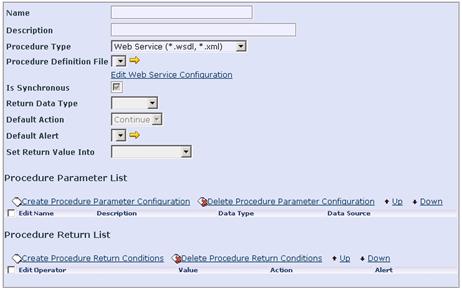 Name
Description
Procedure Type Web Service (*.wsdl, *.xml)
Procedure Definition File
Edit Web Service Configuration
Is Synchronous
Return Data Type
Default Action Continue
Default Alert
Set Return Value Into
Procedure Parameter List
Create Procedure Parameter Configuration Delete Procedure Parameter Configuration Up Down
Edit Name Description Data Type Data Source
Procedure Return List
Create Procedure Return Conditions Delete Procedure Return Conditions Up Down
Edit Operator Value Action Alert